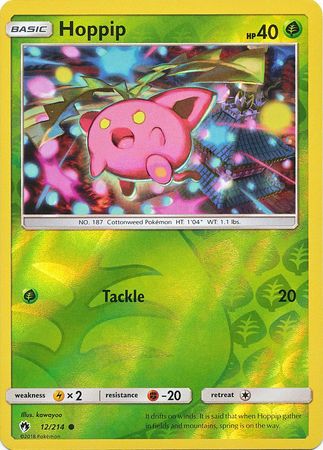 BASIC Hoppip HP 40
NO. 187 Cottonweed Pokémon HT: 1'04" WT: 1.1 lbs.
Tackle 20
weakness × 2 resistance -20 retreat
Illus. kawayoo
12/214
©2018 Pokémon
It drifts on winds. It is said that when Hoppip
gather in fields and mountains, spring is on the way.